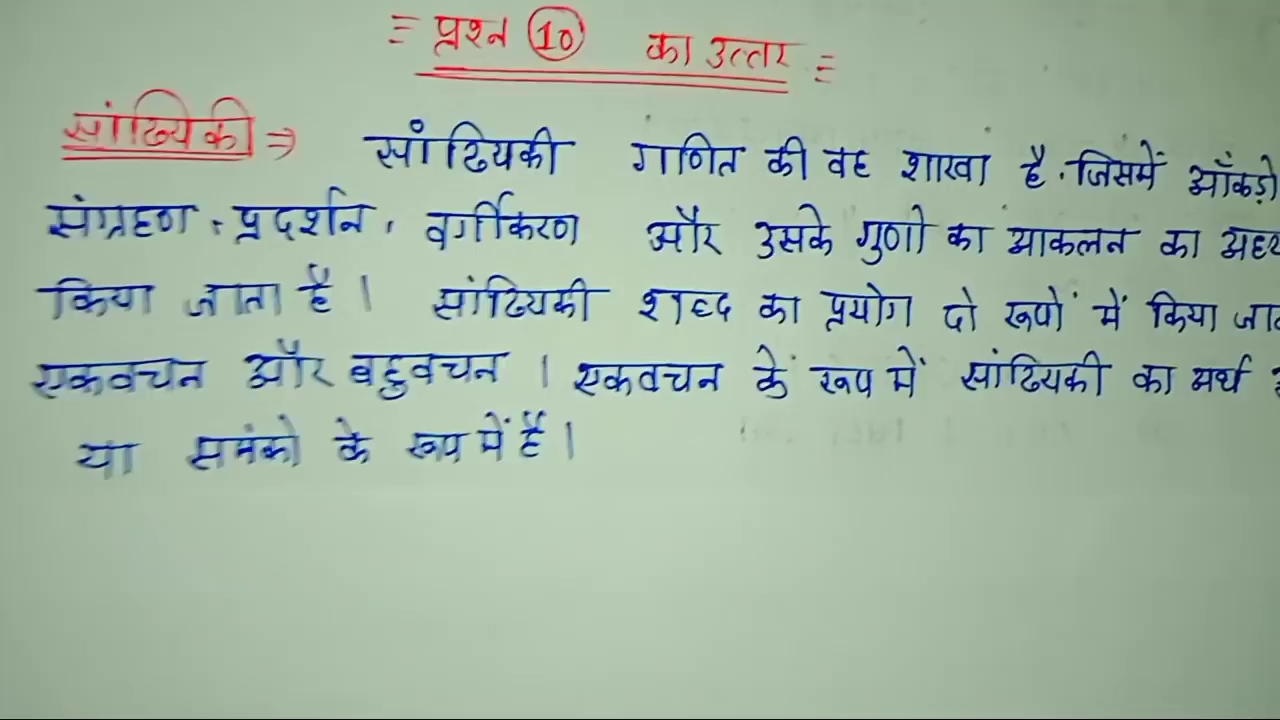 = प्रश्न 10 का उत्तर =
सांख्यिकी ⇒ सांख्यिकी गणित की वह शाखा है, जिसमें आँकड़ो
संग्रहण, प्रदर्शन, वर्गीकरण और उसके गुणो का आकलन का
किया जाता है। सांख्यिकी शब्द का प्रयोग दो रूपों में किया
एकवचन और बहुवचन । एकवचन के रूप में सांख्यिकी का अर्थ
या समंको के रूप में है।